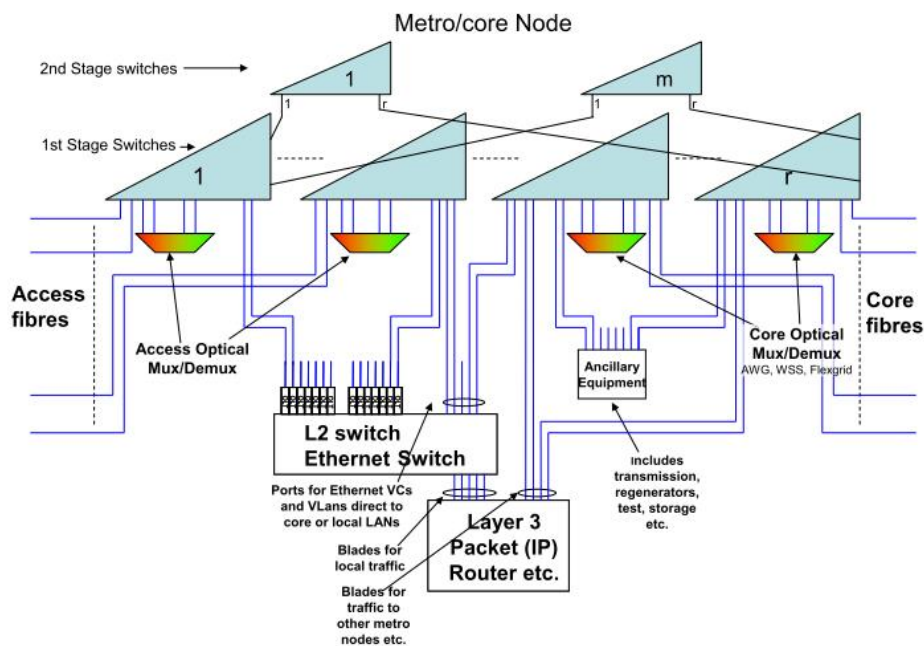 Metro/core Node
2nd Stage switches
1
m
1
r
1
r
1st Stage Switches
1
r
Access
fibres
Core
fibres
Access Optical
Mux/Demux
Core Optical
Mux/Demux
AWG, WSS, Flexgrid
Ancillary
Equipment
L2 switch
Ethernet Switch
Includes
transmission,
regenerators,
test, storage
etc.
Ports for Ethernet VCs
and VLans direct to
core or local LANs
Layer 3
Packet (IP)
Router etc.
Blades for
local traffic
Blades for
traffic to
other metro
nodes etc.